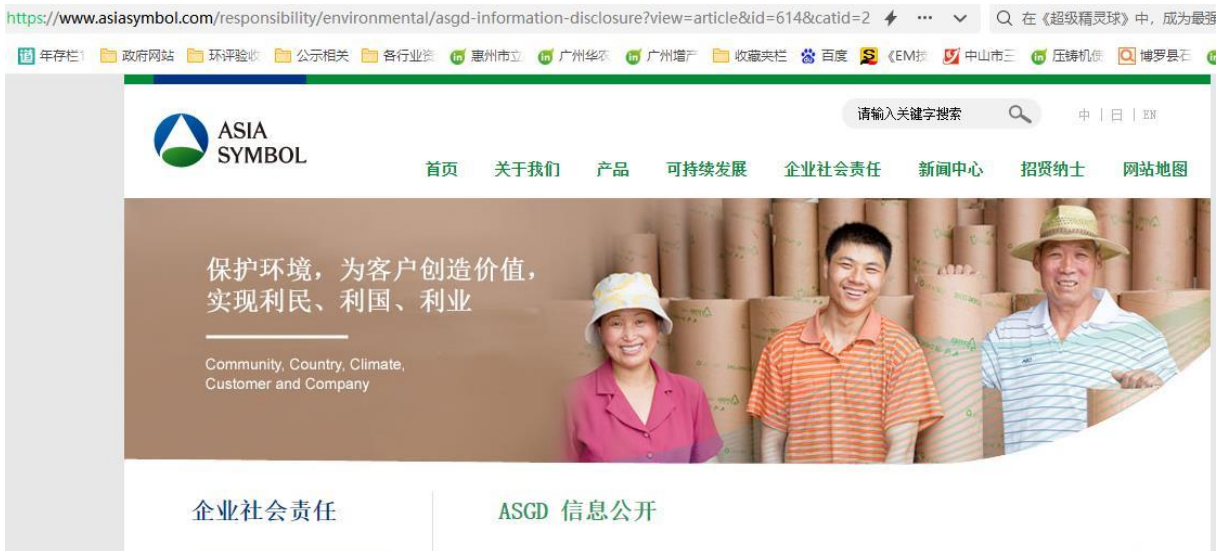 https://www.asiasymbol.com/responsibility/environmental/asgd-information-disclosure?view=article&id=614&catid=2 ··· 在《超级精灵球》中，成为最强
年存栏 政府网站 环评验收 公示相关 各行业资 惠州市立 广州华农 广州增产 收藏夹栏 百度 《EM技 中山市三 压铸机使 博罗县石
请输入关键字搜索 中 | 日 | EN
ASIA
SYMBOL
首页 关于我们 产品 可持续发展 企业社会责任 新闻中心 招贤纳士 网站地图
保护环境，为客户创造价值，
实现利民、利国、利业
Community, Country, Climate,
Customer and Company
企业社会责任 ASGD 信息公开